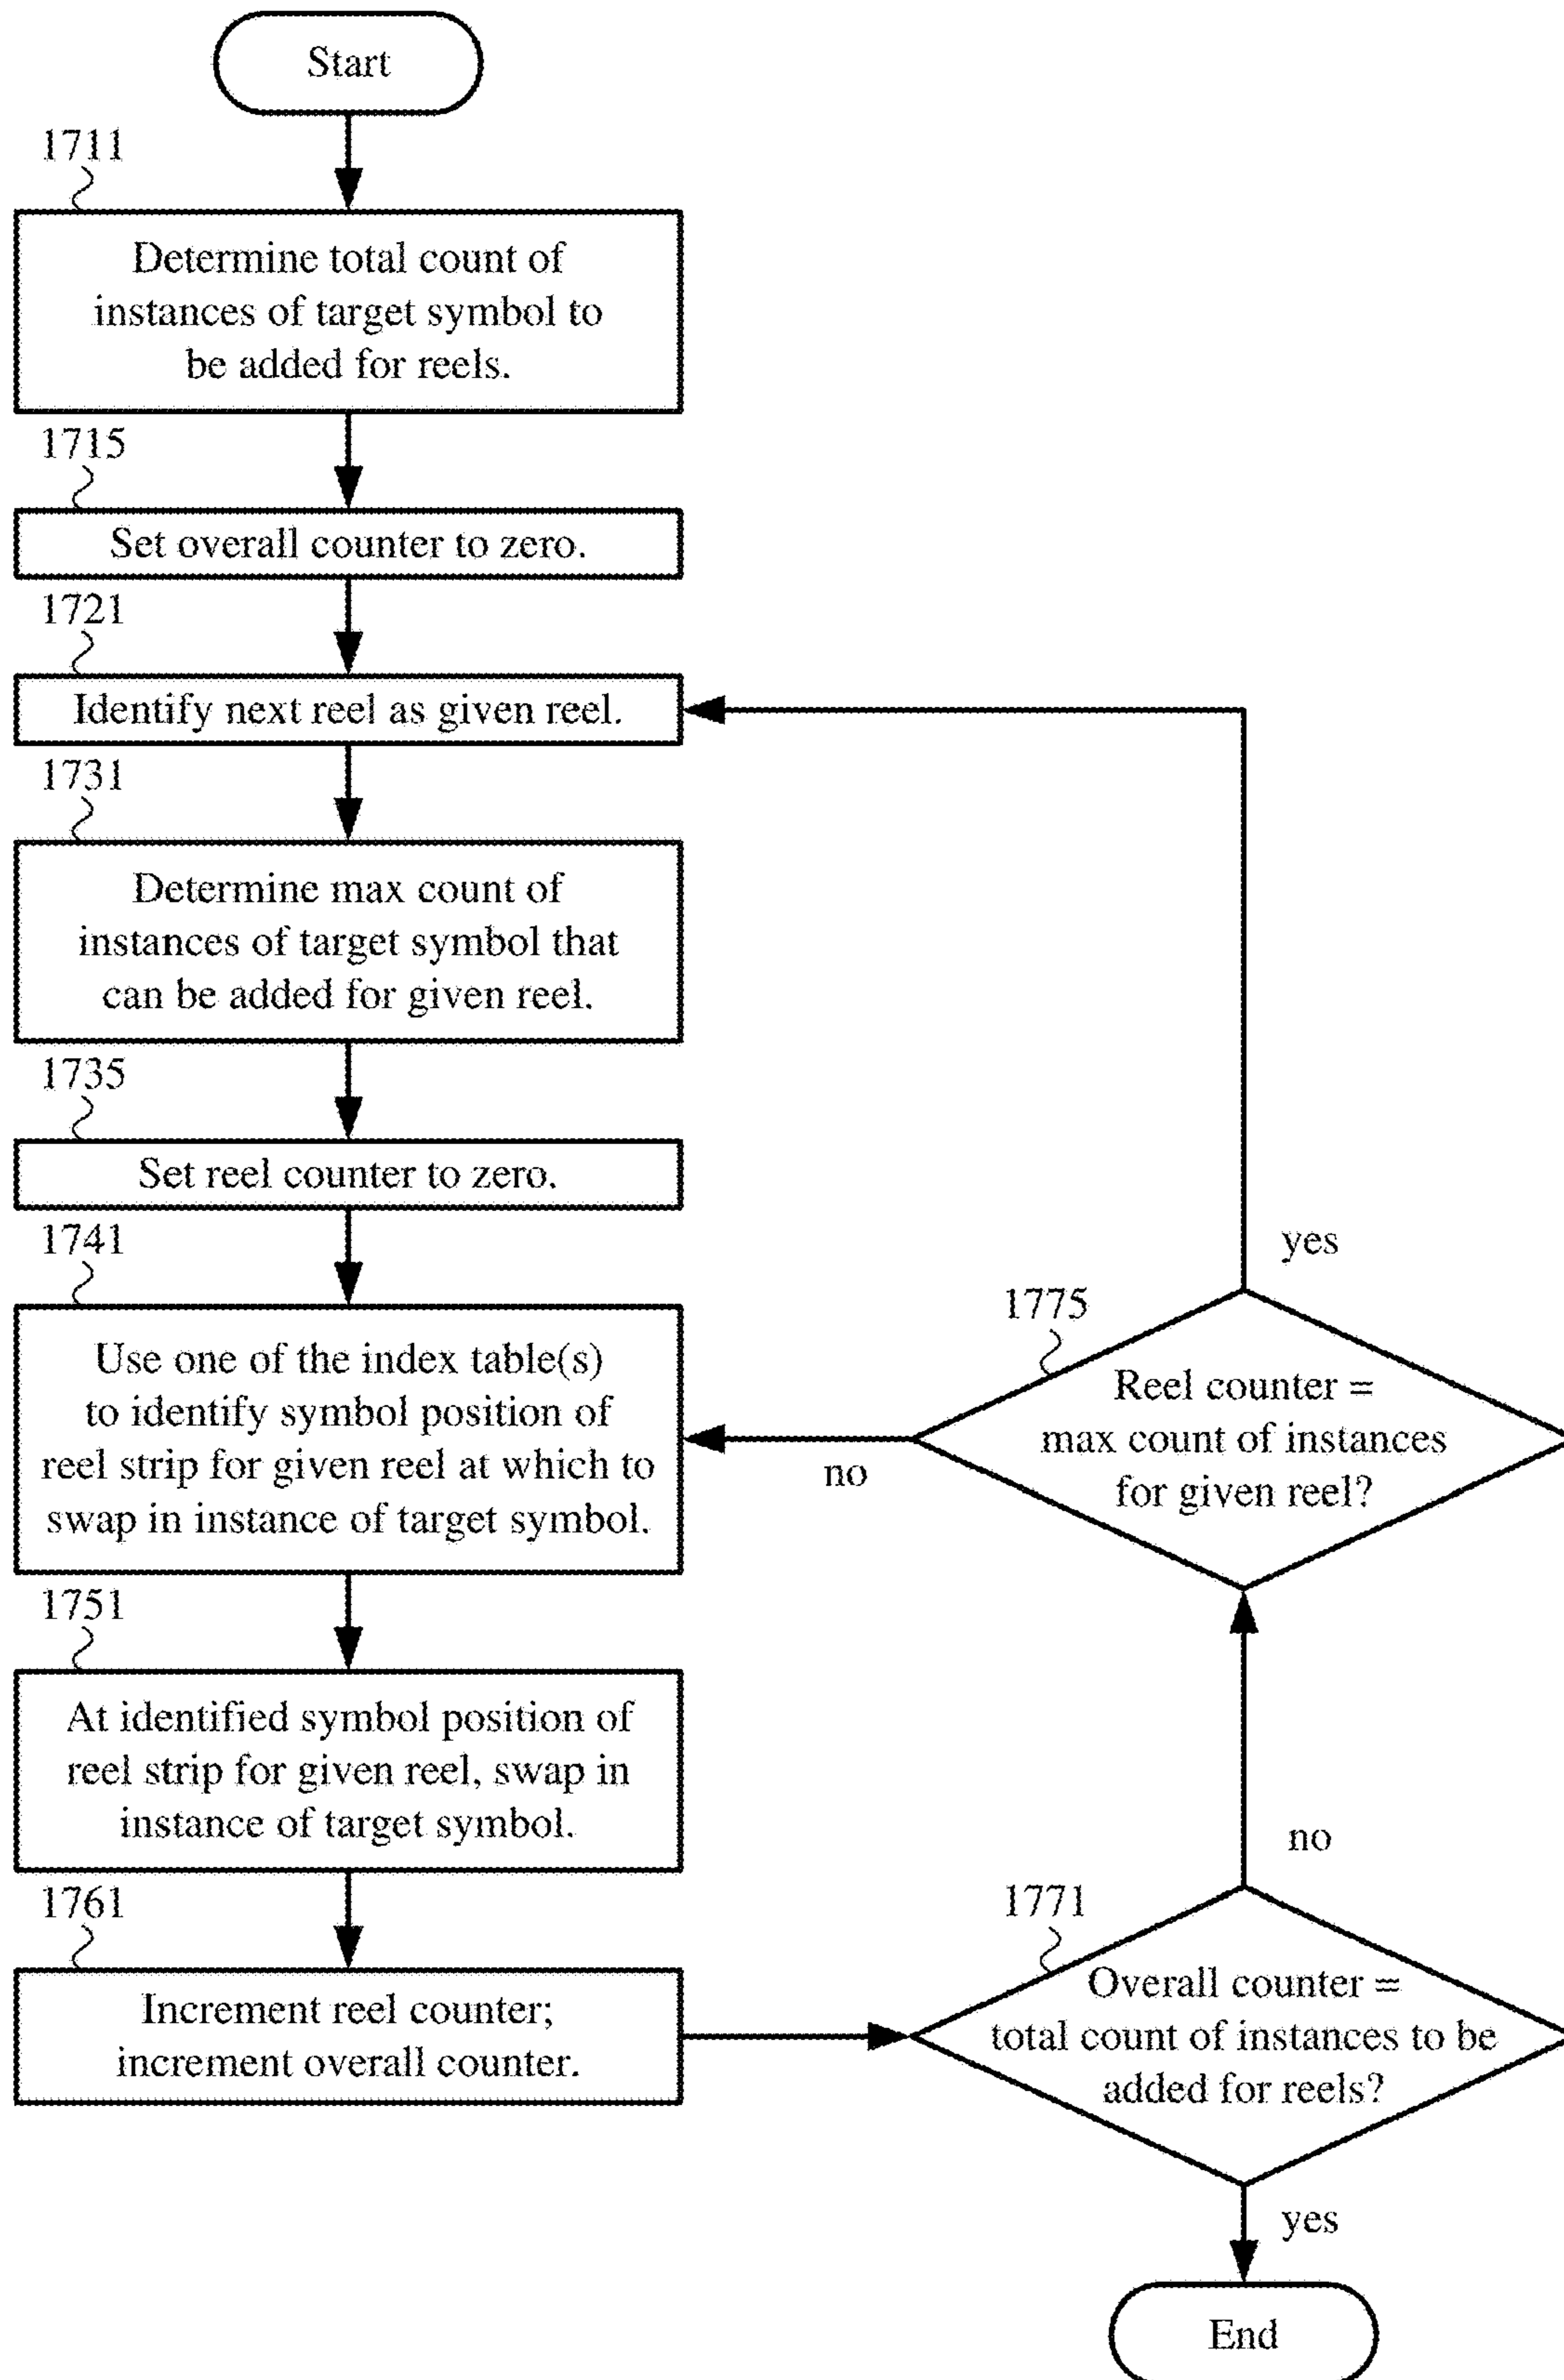 Start
1711
Determine total count of
instances of target symbol to
be added for reels.
1715
Set overall counter to zero.
1721
Identify next reel as given reel.
1731
Determine max count of
instances of target symbol that
can be added for given reel.
1735
Set reel counter to zero.
1741
Use one of the index table(s)
to identify symbol position of
reel strip for given reel at which to
swap in instance of target symbol.
1751
At identified symbol position of
reel strip for given reel, swap in
instance of target symbol.
1761
Increment reel counter;
increment overall counter.
yes
1775
Reel counter =
max count of instances
for given reel?
no
no
1771
Overall counter =
total count of instances to be
added for reels?
yes
End